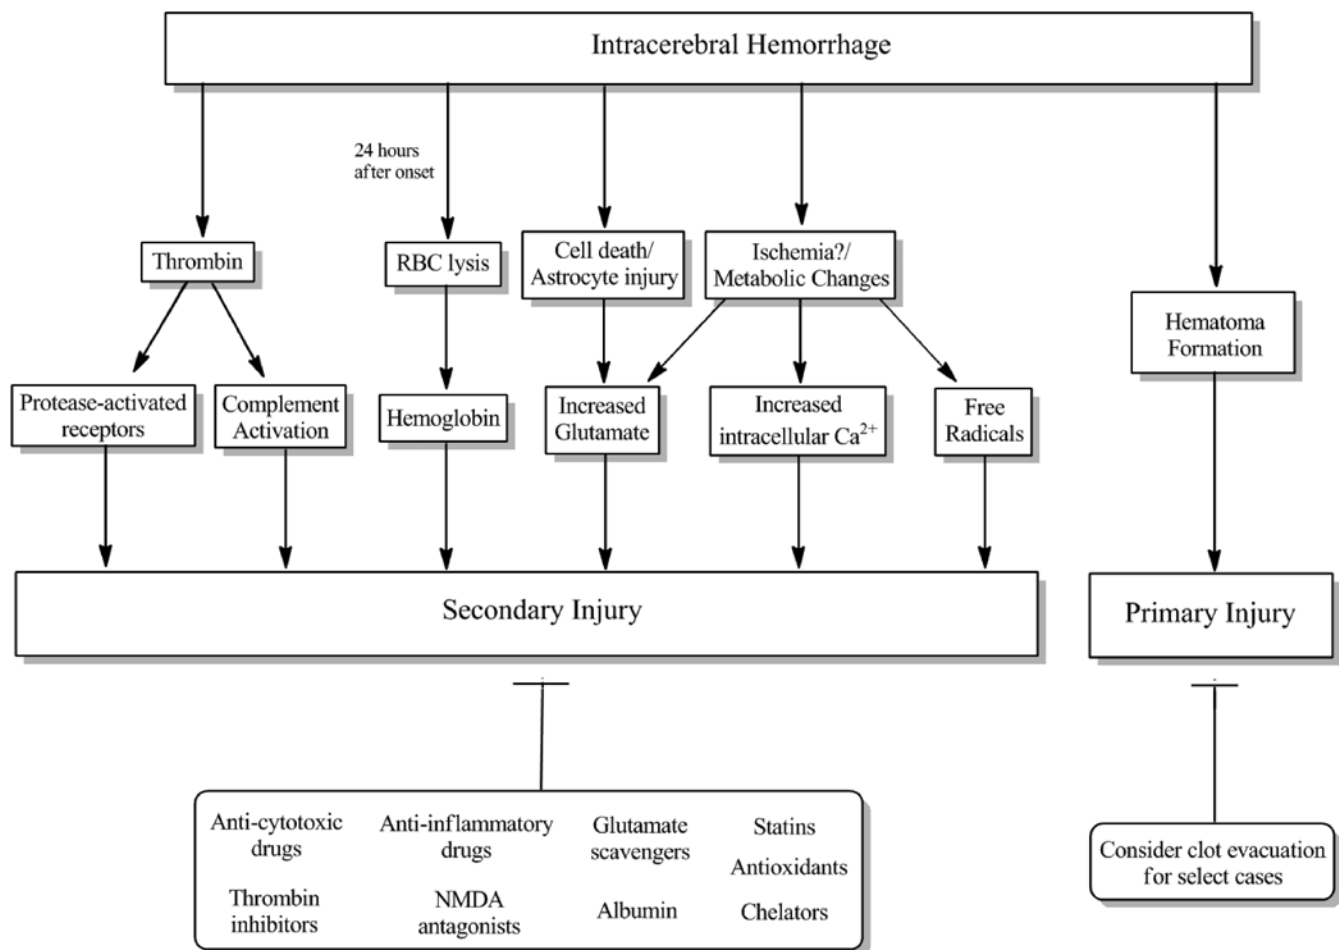 Intracerebral Hemorrhage
24 hours
after onset
Thrombin
RBC lysis
Cell death/
Astrocyte injury
Ischemia?/
Metabolic Changes
Hematoma
Formation
Protease-activated
receptors
Complement
Activation
Hemoglobin
Increased
Glutamate
Increased
intracellular Ca²⁺
Free
Radicals
Secondary Injury
Primary Injury
Anti-cytotoxic
drugs
Anti-inflammatory
drugs
Glutamate
scavengers
Statins
Antioxidants
Thrombin
inhibitors
NMDA
antagonists
Albumin
Chelators
Consider clot evacuation
for select cases